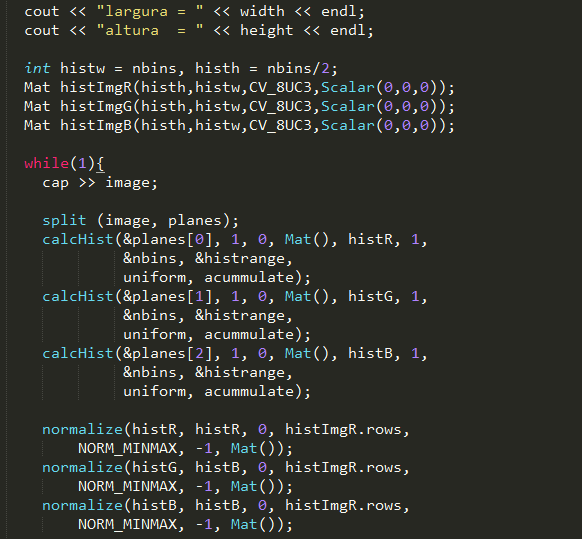 cout << "largura = " << width << endl;
cout << "altura  = " << height << endl;
int histw = nbins, histh = nbins/2;
Mat histImgR(histh,histw,CV_8UC3,Scalar(0,0,0));
Mat histImgG(histh,histw,CV_8UC3,Scalar(0,0,0));
Mat histImgB(histh,histw,CV_8UC3,Scalar(0,0,0));
while(1){
cap >> image;
split (image, planes);
calcHist(&planes[0], 1, 0, Mat(), histR, 1,
&nbins, &histrange,
uniform, acummulate);
calcHist(&planes[1], 1, 0, Mat(), histG, 1,
&nbins, &histrange,
uniform, acummulate);
calcHist(&planes[2], 1, 0, Mat(), histB, 1,
&nbins, &histrange,
uniform, acummulate);
normalize(histR, histR, 0, histImgR.rows,
NORM_MINMAX, -1, Mat());
normalize(histG, histB, 0, histImgR.rows,
NORM_MINMAX, -1, Mat());
normalize(histB, histB, 0, histImgR.rows,
NORM_MINMAX, -1, Mat());